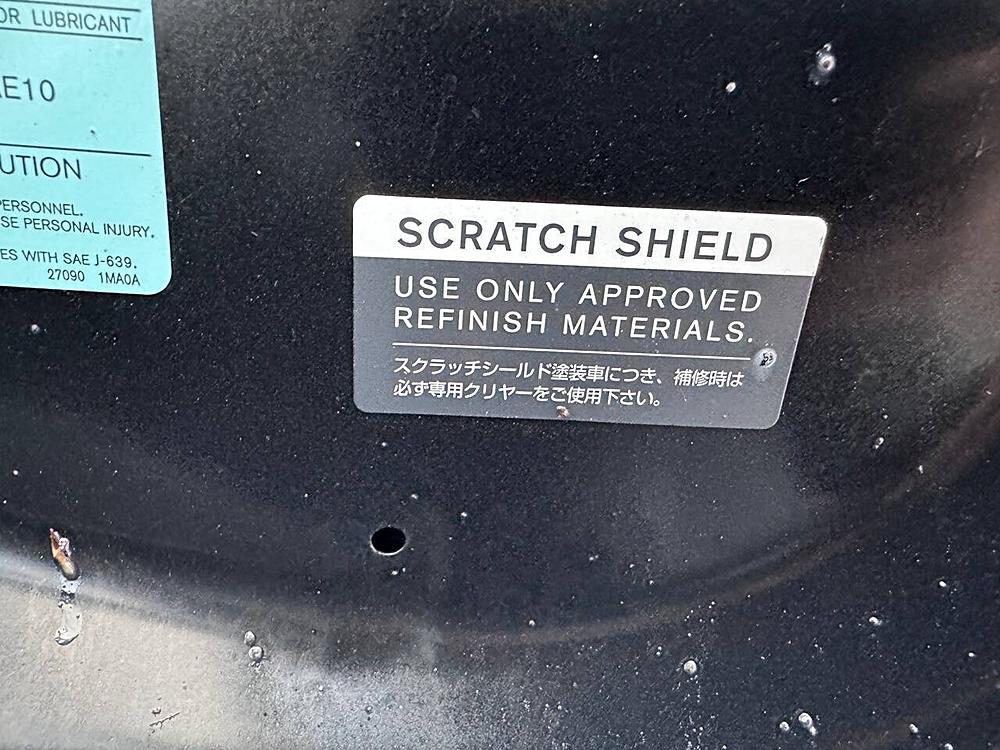 OR LUBRICANT
E10
UTION
PERSONNEL.
SE PERSONAL INJURY.
ES WITH SAE J-639.
27090 1MA0A
SCRATCH SHIELD
USE ONLY APPROVED
REFINISH MATERIALS.
スクラッチシールド塗装車につき、補修時は
必ず専用クリヤーをご使用下さい。